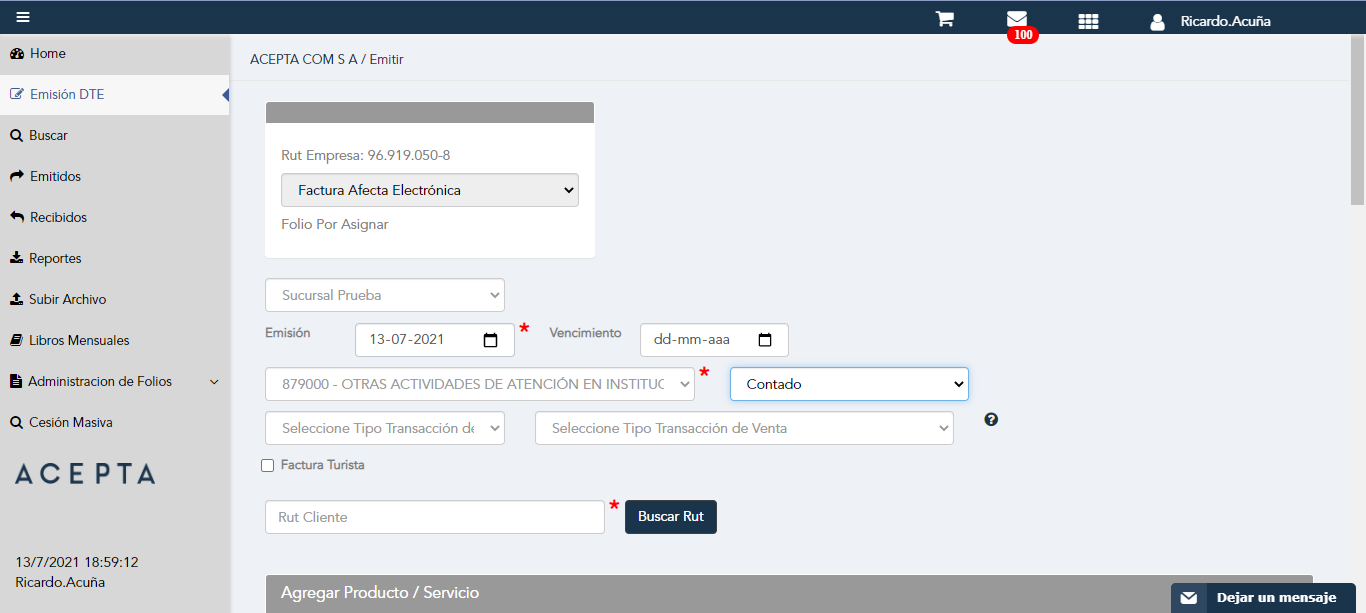 100
Ricardo.Acuña
Home
Emisión DTE
Buscar
Emitidos
Recibidos
Reportes
Subir Archivo
Libros Mensuales
Administracion de Folios
Cesión Masiva
ACEPTA
13/7/2021 18:59:12
Ricardo.Acuña
ACEPTA COM S A / Emitir
Rut Empresa: 96.919.050-8
Factura Afecta Electrónica
Folio Por Asignar
Sucursal Prueba
Emisión 13-07-2021 * Vencimiento dd-mm-aaa
879000 - OTRAS ACTIVIDADES DE ATENCIÓN EN INSTITUC * Contado
Seleccione Tipo Transacción de Seleccione Tipo Transacción de Venta ?
Factura Turista
Rut Cliente * Buscar Rut
Agregar Producto / Servicio
Dejar un mensaje